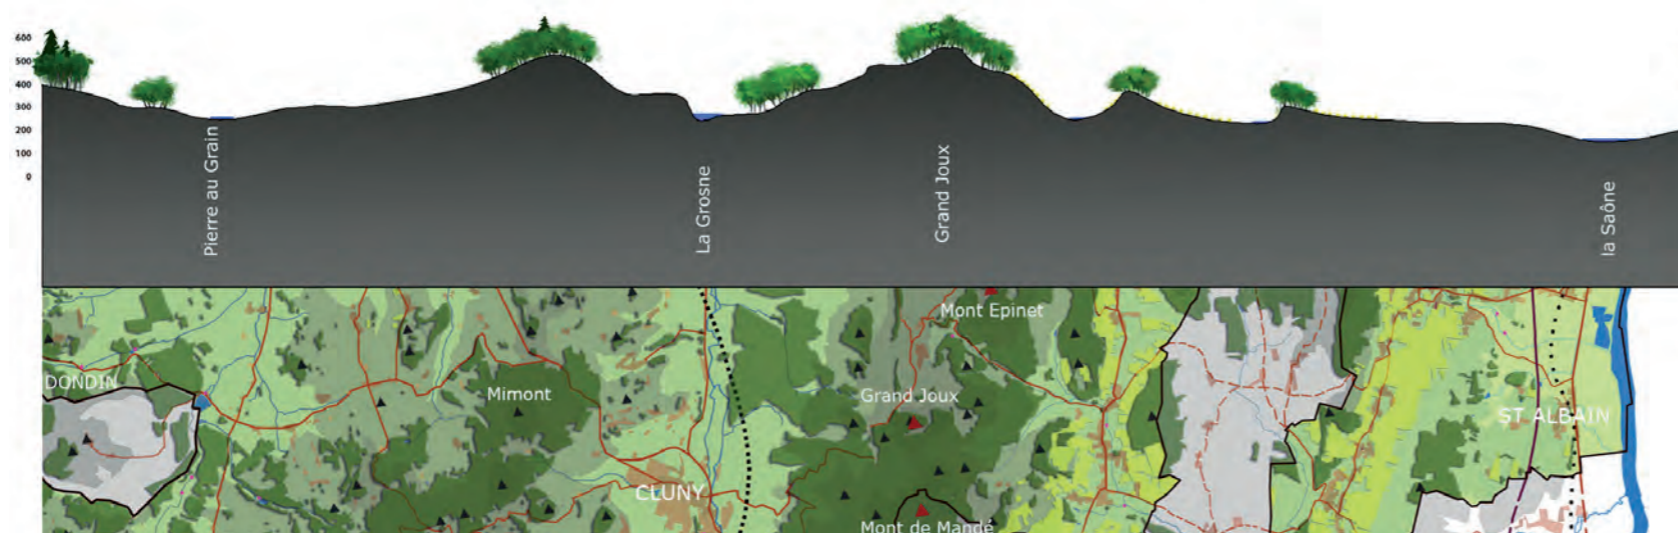 600
500
400
300
200
100
0
Pierre au Grain
La Grosne
Grand Joux
la Saône
Mont Epinet
DONDIN
Mimont
Grand Joux
ST ALBAIN
CLUNY
Mont de Mandé